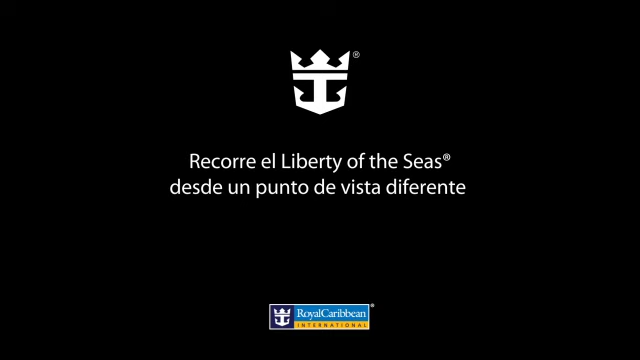 ®
Recorre el Liberty of the Seas®
desde un punto de vista diferente
RoyalCaribbean®
INTERNATIONAL